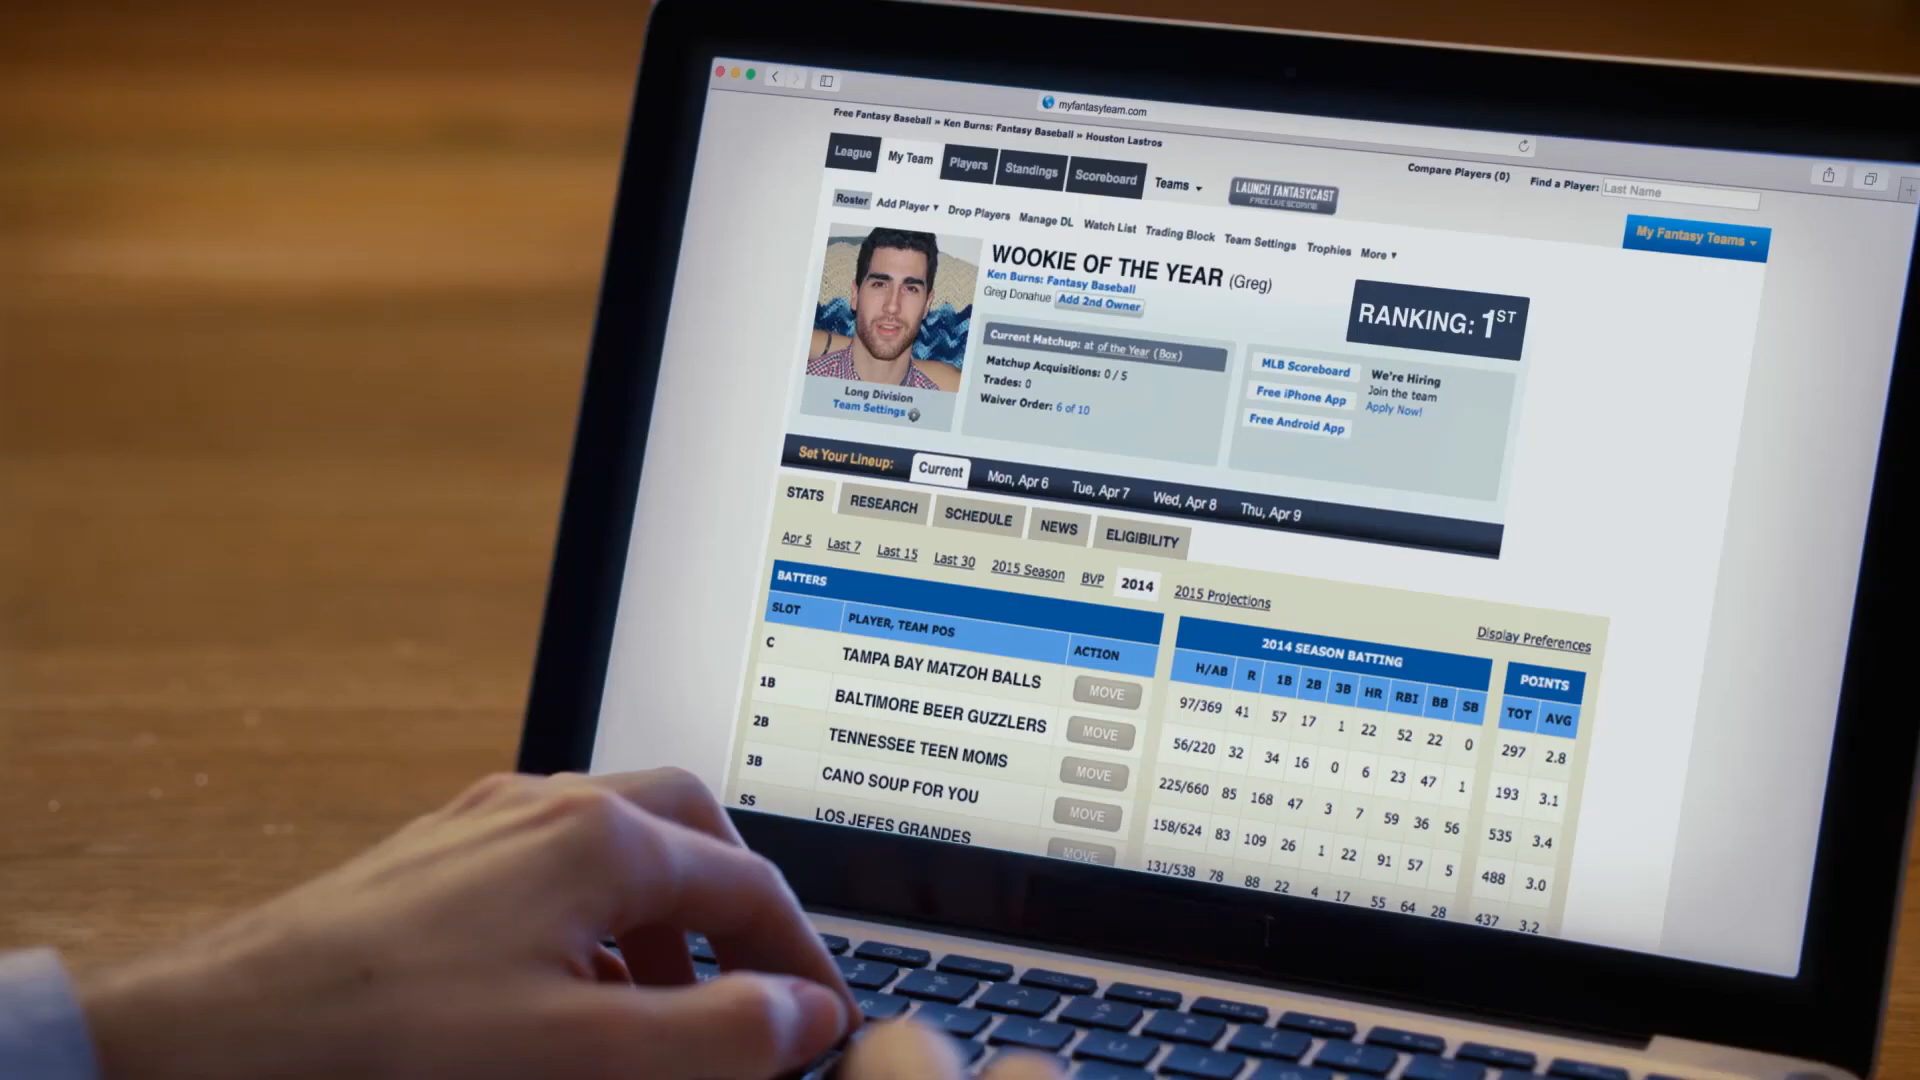 myfantasyteam.com
Free Fantasy Baseball » Ken Burns: Fantasy Baseball » Houston Lastros
League My Team Players Standings Scoreboard Teams
LAUNCH FANTASYCAST
FREE LIVE SCORING
Compare Players (0) Find a Player: Last Name
My Fantasy Teams
Roster Add Player Drop Players Manage DL Watch List Trading Block Team Settings Trophies More
WOOKIE OF THE YEAR (Greg)
Ken Burns: Fantasy Baseball
Greg Donahue Add 2nd Owner
RANKING: 1ST
Current Matchup: at of the Year (Box)
Matchup Acquisitions: 0 / 5
Trades: 0
Waiver Order: 6 of 10
MLB Scoreboard
Free iPhone App
Free Android App
We're Hiring
Join the team
Apply Now!
Long Division
Team Settings
Set Your Lineup: Current Mon, Apr 6 Tue, Apr 7 Wed, Apr 8 Thu, Apr 9
STATS RESEARCH SCHEDULE NEWS ELIGIBILITY
Apr 5 Last 7 Last 15 Last 30 2015 Season BVP 2014 2015 Projections
Display Preferences
BATTERS 2014 SEASON BATTING POINTS
SLOT PLAYER, TEAM POS ACTION H/AB R 1B 2B 3B HR RBI BB SB TOT AVG
C TAMPA BAY MATZOH BALLS MOVE 97/369 41 57 17 1 22 52 22 0 297 2.8
1B BALTIMORE BEER GUZZLERS MOVE 56/220 32 34 16 0 6 23 47 1 193 3.1
2B TENNESSEE TEEN MOMS MOVE 225/660 85 168 47 3 7 59 36 56 535 3.4
3B CANO SOUP FOR YOU MOVE 158/624 83 109 26 1 22 91 57 5 488 3.0
SS LOS JEFES GRANDES MOVE 131/538 78 88 22 4 17 55 64 28 437 3.2